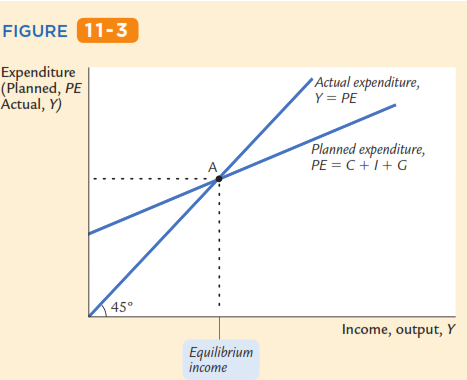 FIGURE 11-3
Expenditure
(Planned, PE
Actual, Y)
Actual expenditure,
Y = PE
Planned expenditure,
PE = C + I + G
A
45°
Income, output, Y
Equilibrium
income